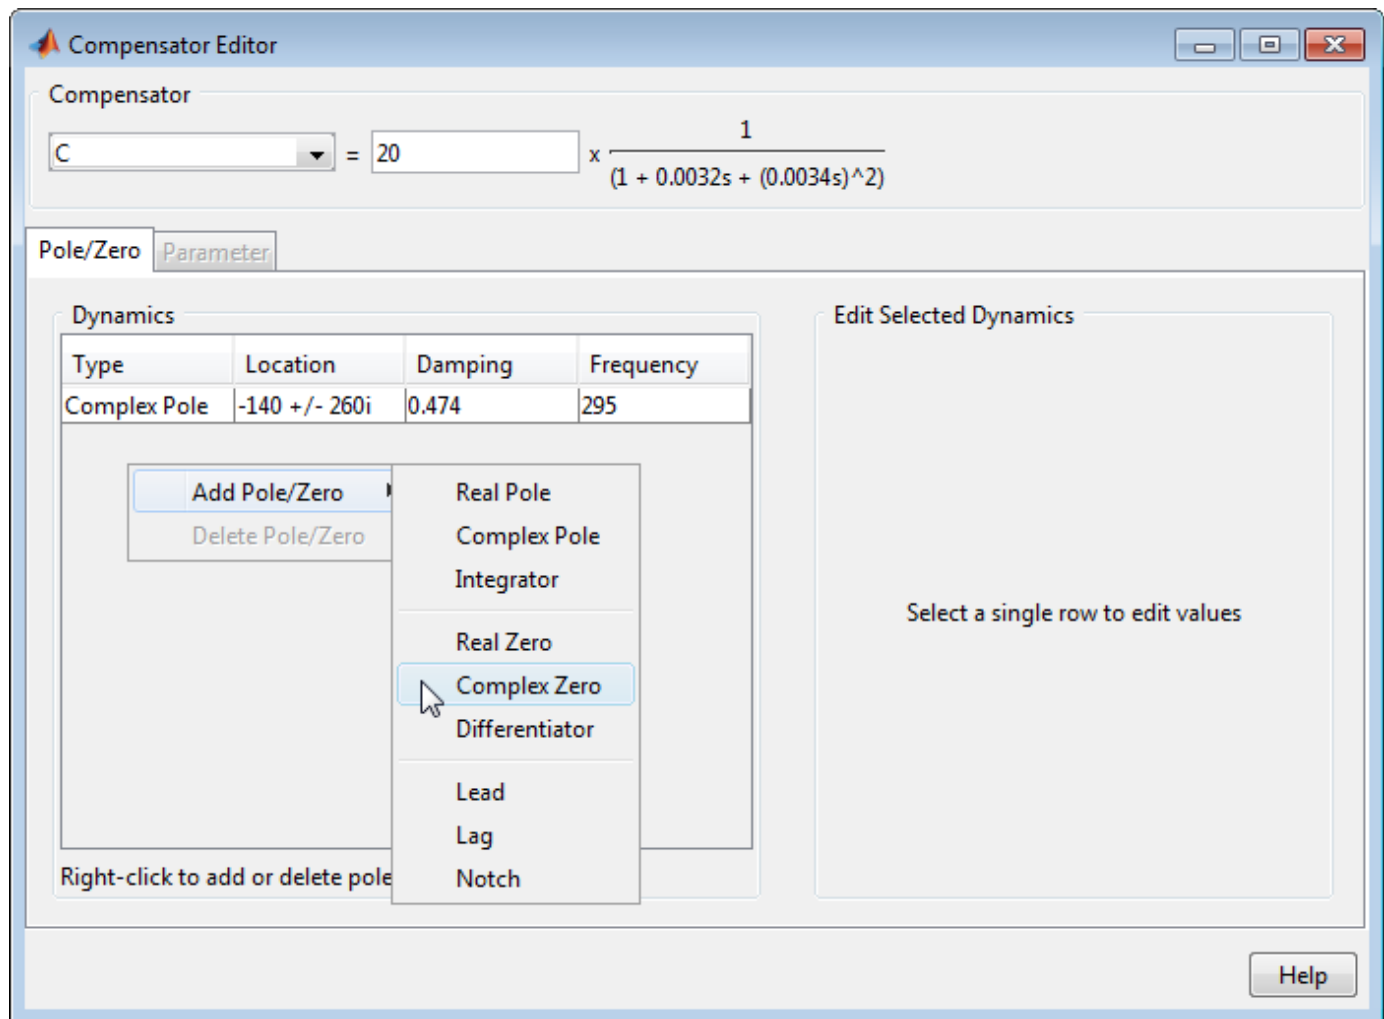 Compensator Editor
Compensator
C = 20 x 1
(1 + 0.0032s + (0.0034s)^2)
Pole/Zero Parameter
Dynamics
Type Location Damping Frequency
Complex Pole -140 +/- 260i 0.474 295
Add Pole/Zero
Delete Pole/Zero
Real Pole
Complex Pole
Integrator
Real Zero
Complex Zero
Differentiator
Lead
Lag
Notch
Right-click to add or delete pole
Edit Selected Dynamics
Select a single row to edit values
Help